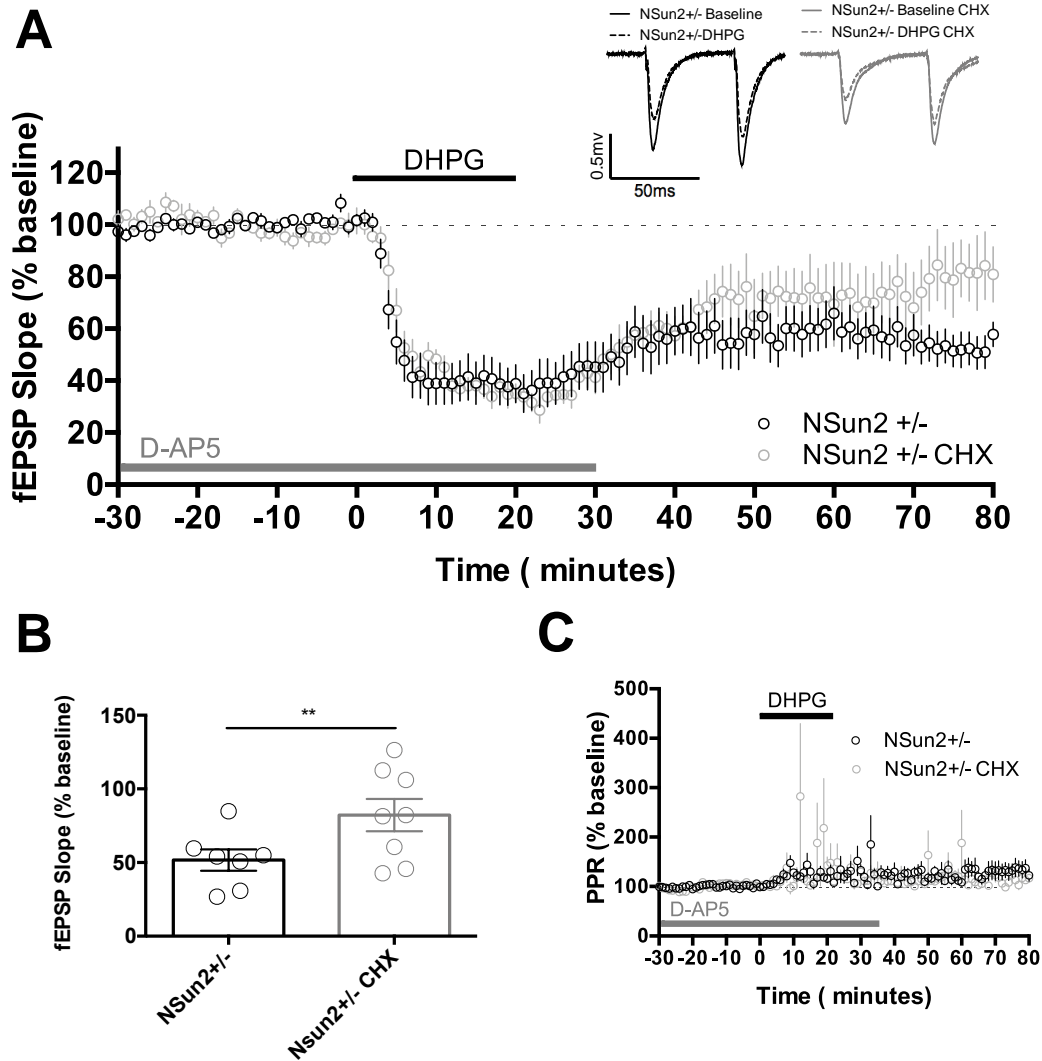 A
NSun2+/- Baseline
NSun2+/-DHPG
NSun2+/- Baseline CHX
NSun2+/- DHPG CHX
0.5mv
50ms
fEPSP Slope (% baseline)
120
100
80
60
40
20
0
DHPG
D-AP5
NSun2 +/-
NSun2 +/- CHX
-30 -20 -10 0 10 20 30 40 50 60 70 80
Time ( minutes)
B
fEPSP Slope (% baseline)
150
100
50
0
**
NSun2+/-
Nsun2+/- CHX
C
PPR (% baseline)
500
400
300
200
100
0
DHPG
NSun2+/-
NSun2+/- CHX
D-AP5
-30 -20 -10 0 10 20 30 40 50 60 70 80
Time ( minutes)